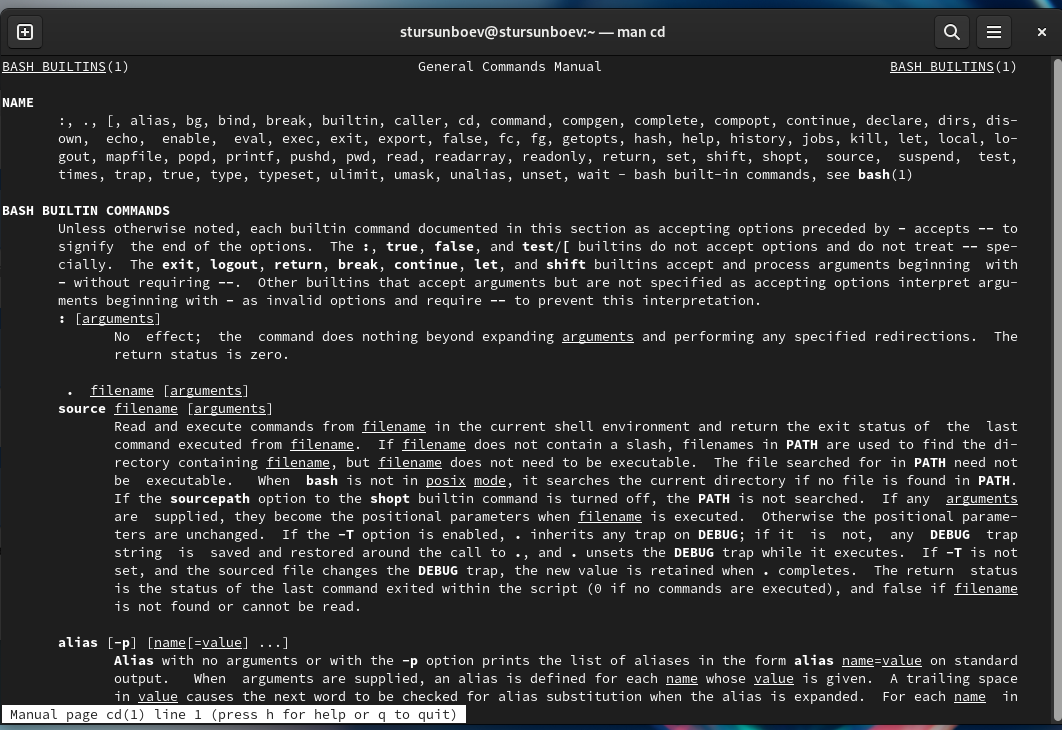 stursunboev@stursunboev:~ — man cd
BASH BUILTINS(1) General Commands Manual BASH BUILTINS(1)
NAME
:, ., [, alias, bg, bind, break, builtin, caller, cd, command, compgen, complete, compopt, continue, declare, dirs, dis-
own, echo, enable, eval, exec, exit, export, false, fc, fg, getopts, hash, help, history, jobs, kill, let, local, lo-
gout, mapfile, popd, printf, pushd, pwd, read, readarray, readonly, return, set, shift, shopt, source, suspend, test,
times, trap, true, type, typeset, ulimit, umask, unalias, unset, wait - bash built-in commands, see bash(1)
BASH BUILTIN COMMANDS
Unless otherwise noted, each builtin command documented in this section as accepting options preceded by - accepts -- to
signify the end of the options. The :, true, false, and test/[ builtins do not accept options and do not treat -- spe-
cially. The exit, logout, return, break, continue, let, and shift builtins accept and process arguments beginning with
- without requiring --. Other builtins that accept arguments but are not specified as accepting options interpret argu-
ments beginning with - as invalid options and require -- to prevent this interpretation.
: [arguments]
No effect; the command does nothing beyond expanding arguments and performing any specified redirections. The
return status is zero.
. filename [arguments]
source filename [arguments]
Read and execute commands from filename in the current shell environment and return the exit status of the last
command executed from filename. If filename does not contain a slash, filenames in PATH are used to find the di-
rectory containing filename, but filename does not need to be executable. The file searched for in PATH need not
be executable. When bash is not in posix mode, it searches the current directory if no file is found in PATH.
If the sourcepath option to the shopt builtin command is turned off, the PATH is not searched. If any arguments
are supplied, they become the positional parameters when filename is executed. Otherwise the positional parame-
ters are unchanged. If the -T option is enabled, . inherits any trap on DEBUG; if it is not, any DEBUG trap
string is saved and restored around the call to ., and . unsets the DEBUG trap while it executes. If -T is not
set, and the sourced file changes the DEBUG trap, the new value is retained when . completes. The return status
is the status of the last command exited within the script (0 if no commands are executed), and false if filename
is not found or cannot be read.
alias [-p] [name[=value] ...]
Alias with no arguments or with the -p option prints the list of aliases in the form alias name=value on standard
output. When arguments are supplied, an alias is defined for each name whose value is given. A trailing space
in value causes the next word to be checked for alias substitution when the alias is expanded. For each name in
Manual page cd(1) line 1 (press h for help or q to quit)